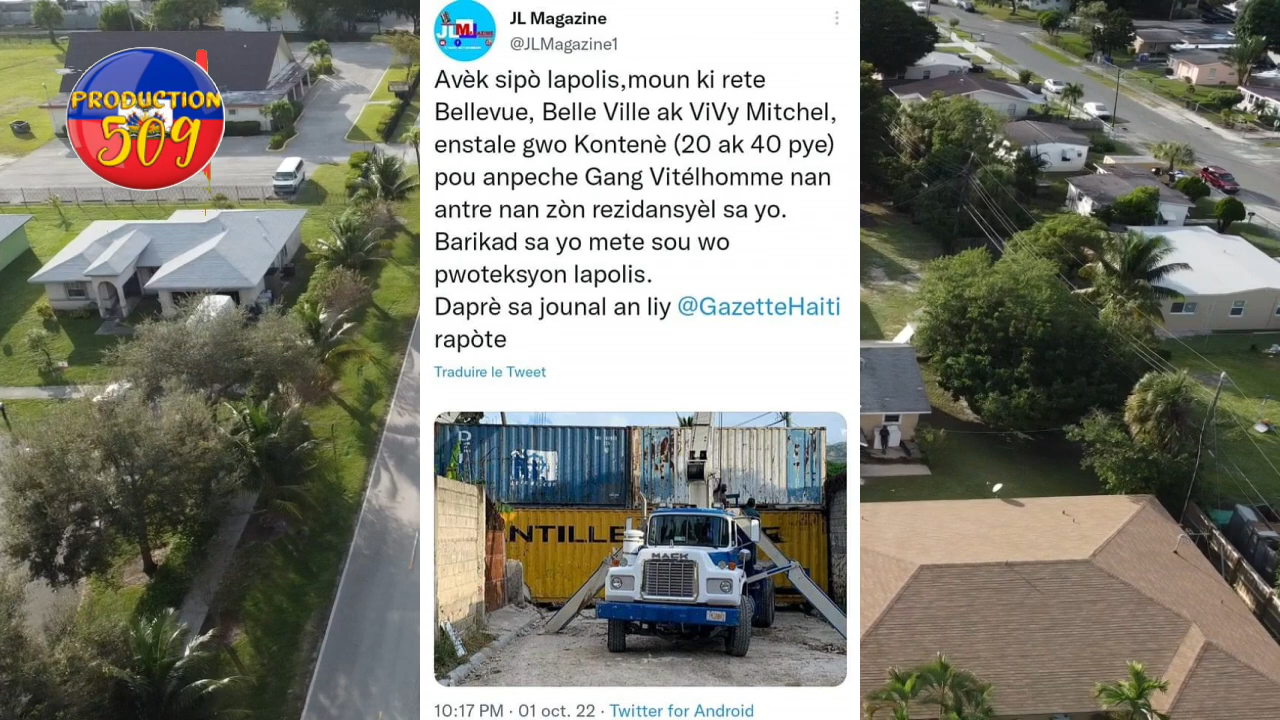 PRODUCTION
509
JL Magazine
@JLMagazine1
Avèk sipò lapolis,moun ki rete
Bellevue, Belle Ville ak ViVy Mitchel,
enstale gwo Kontenè (20 ak 40 pye)
pou anpeche Gang Vitélhomme nan
antre nan zòn rezidansyèl sa yo.
Barikad sa yo mete sou wo
pwoteksyon lapolis.
Daprè sa jounal an liy @GazetteHaiti
rapòte
Traduire le Tweet
NTILLE
MACK
10:17 PM · 01 oct. 22 · Twitter for Android